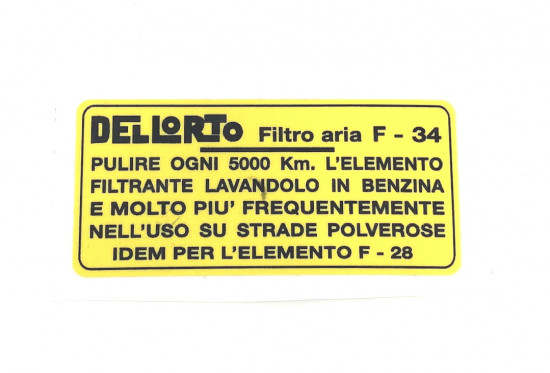 DELLORTO Filtro aria F - 34
PULIRE OGNI 5000 Km. L'ELEMENTO
FILTRANTE LAVANDOLO IN BENZINA
E MOLTO PIU' FREQUENTEMENTE
NELL'USO SU STRADE POLVEROSE
IDEM PER L'ELEMENTO F - 28